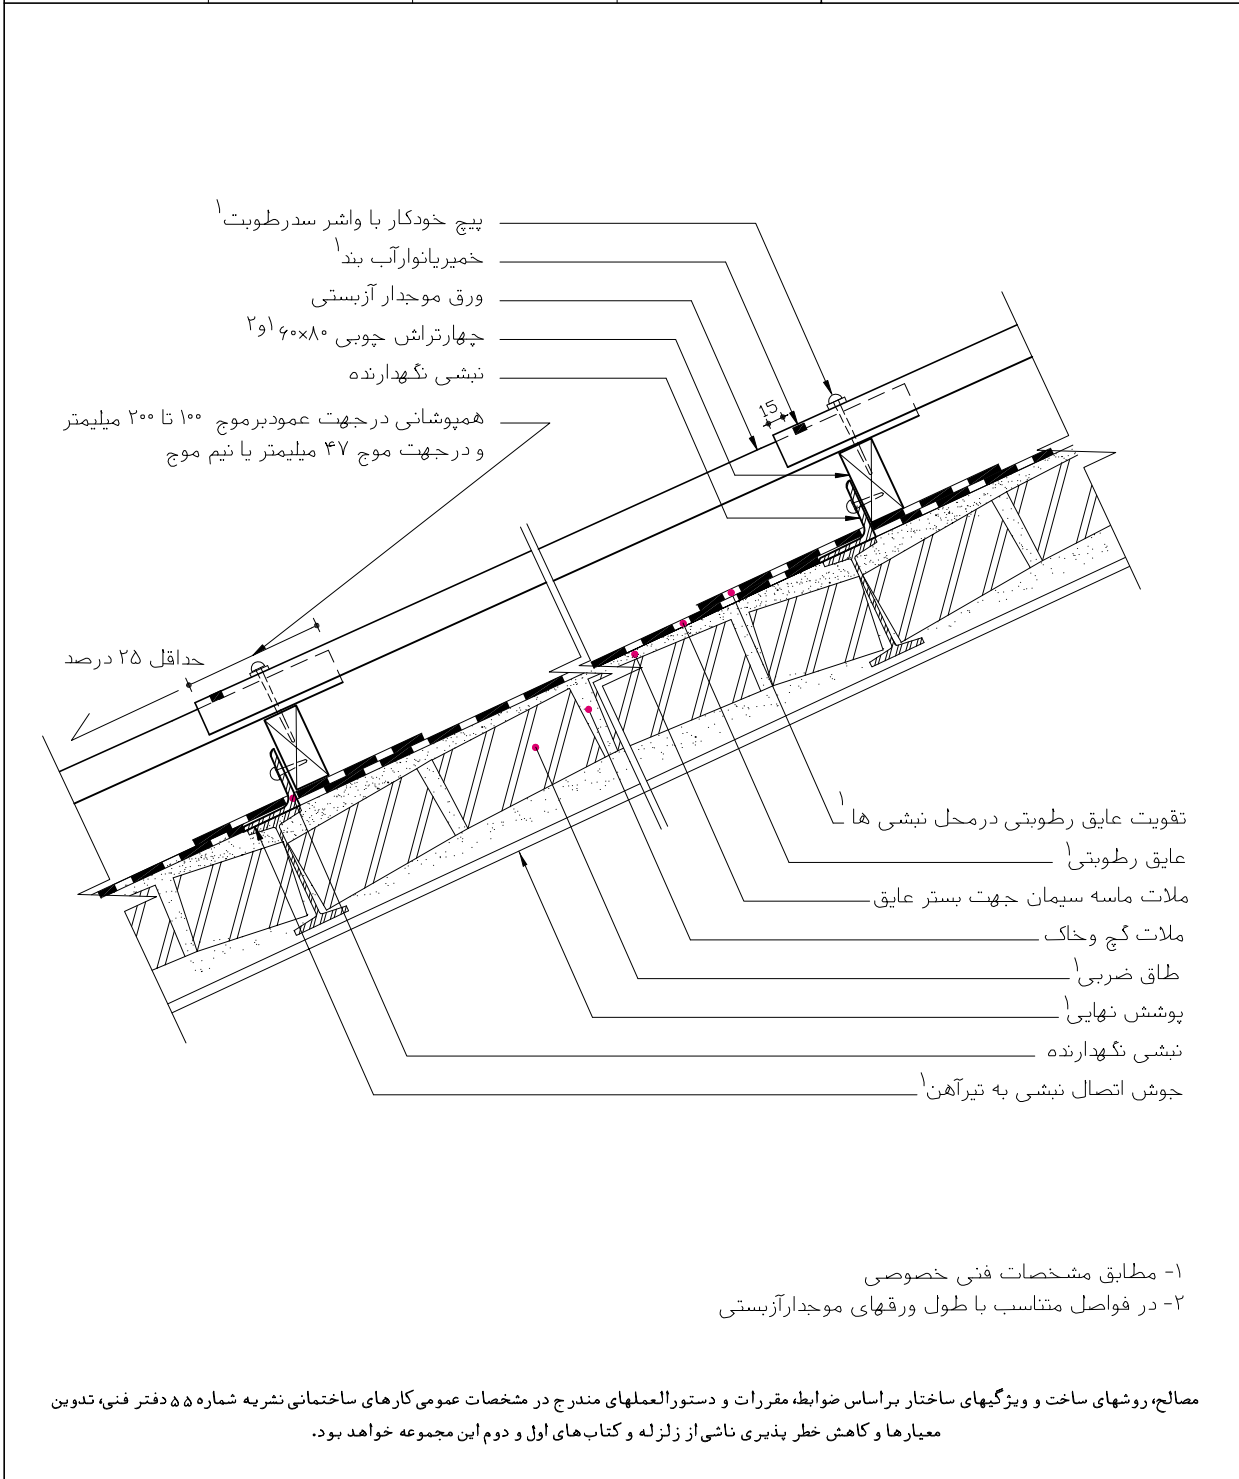 پیچ خودکار با واشر سدرطوبت۱
خمیریانوارآب بند۱
ورق موجدار آزبستی
چهارتراش چوبی ۶۰×۸۰ ۱و۲
نبشی نگهدارنده
همپوشانی درجهت عمودبرموج ۱۰۰ تا ۲۰۰ میلیمتر
و درجهت موج ۴۷ میلیمتر یا نیم موج
15
حداقل ۲۵ درصد
تقویت عایق رطوبتی درمحل نبشی ها ۱
عایق رطوبتی۱
ملات ماسه سیمان جهت بستر عایق
ملات گچ وخاک
طاق ضربی۱
پوشش نهایی۱
نبشی نگهدارنده
جوش اتصال نبشی به تیرآهن۱
۱- مطابق مشخصات فنی خصوصی
۲- در فواصل متناسب با طول ورقهای موجدارآزبستی
مصالح، روشهای ساخت و ویژگیهای ساختار براساس ضوابط، مقررات و دستورالعملهای مندرج در مشخصات عمومی کارهای ساختمانی نشریه شماره ۵۵ دفتر فنی، تدوین
معیارها و کاهش خطر پذیری ناشی از زلزله و کتاب‌های اول و دوم این مجموعه خواهد بود.